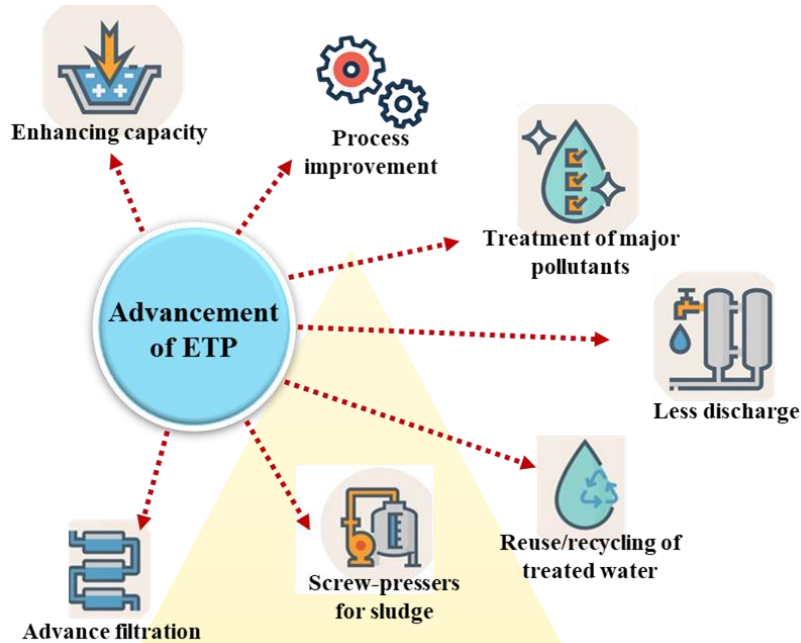 Enhancing capacity
Process
improvement
Treatment of major
pollutants
Advancement
of ETP
Less discharge
Reuse/recycling of
treated water
Screw-pressers
for sludge
Advance filtration